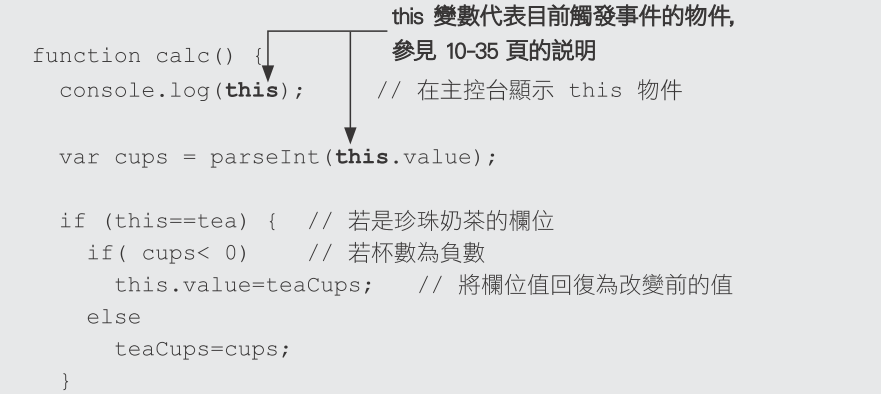 this 變數代表目前觸發事件的物件,
參見 10-35 頁的說明
function calc() {
console.log(this); // 在主控台顯示 this 物件
var cups = parseInt(this.value);
if (this==tea) { // 若是珍珠奶茶的欄位
if( cups< 0) // 若杯數為負數
this.value=teaCups; // 將欄位值回復為改變前的值
else
teaCups=cups;
}